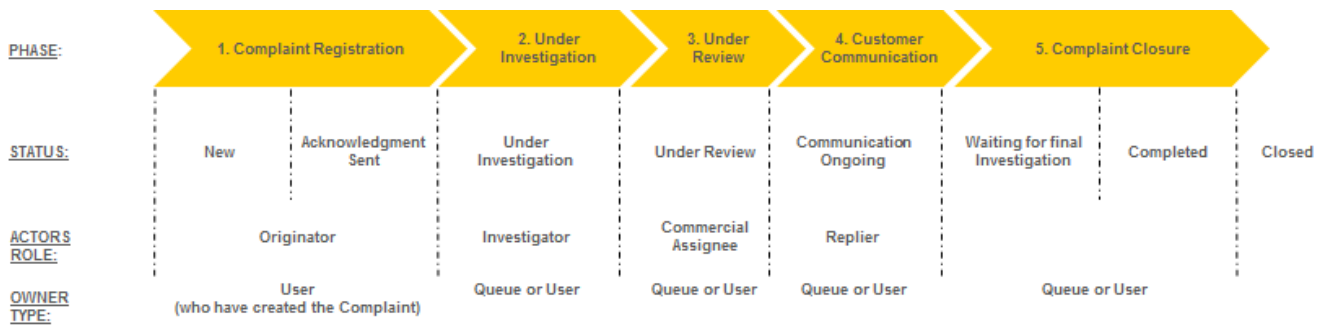 PHASE:
1. Complaint Registration
2. Under
Investigation
3. Under
Review
4. Customer
Communication
5. Complaint Closure
STATUS:
New
Acknowledgment
Sent
Under
Investigation
Under Review
Communication
Ongoing
Waiting for final
Investigation
Completed
Closed
ACTORS
ROLE:
Originator
Investigator
Commercial
Assignee
Replier
OWNER
TYPE:
User
(who have created the Complaint)
Queue or User
Queue or User
Queue or User
Queue or User